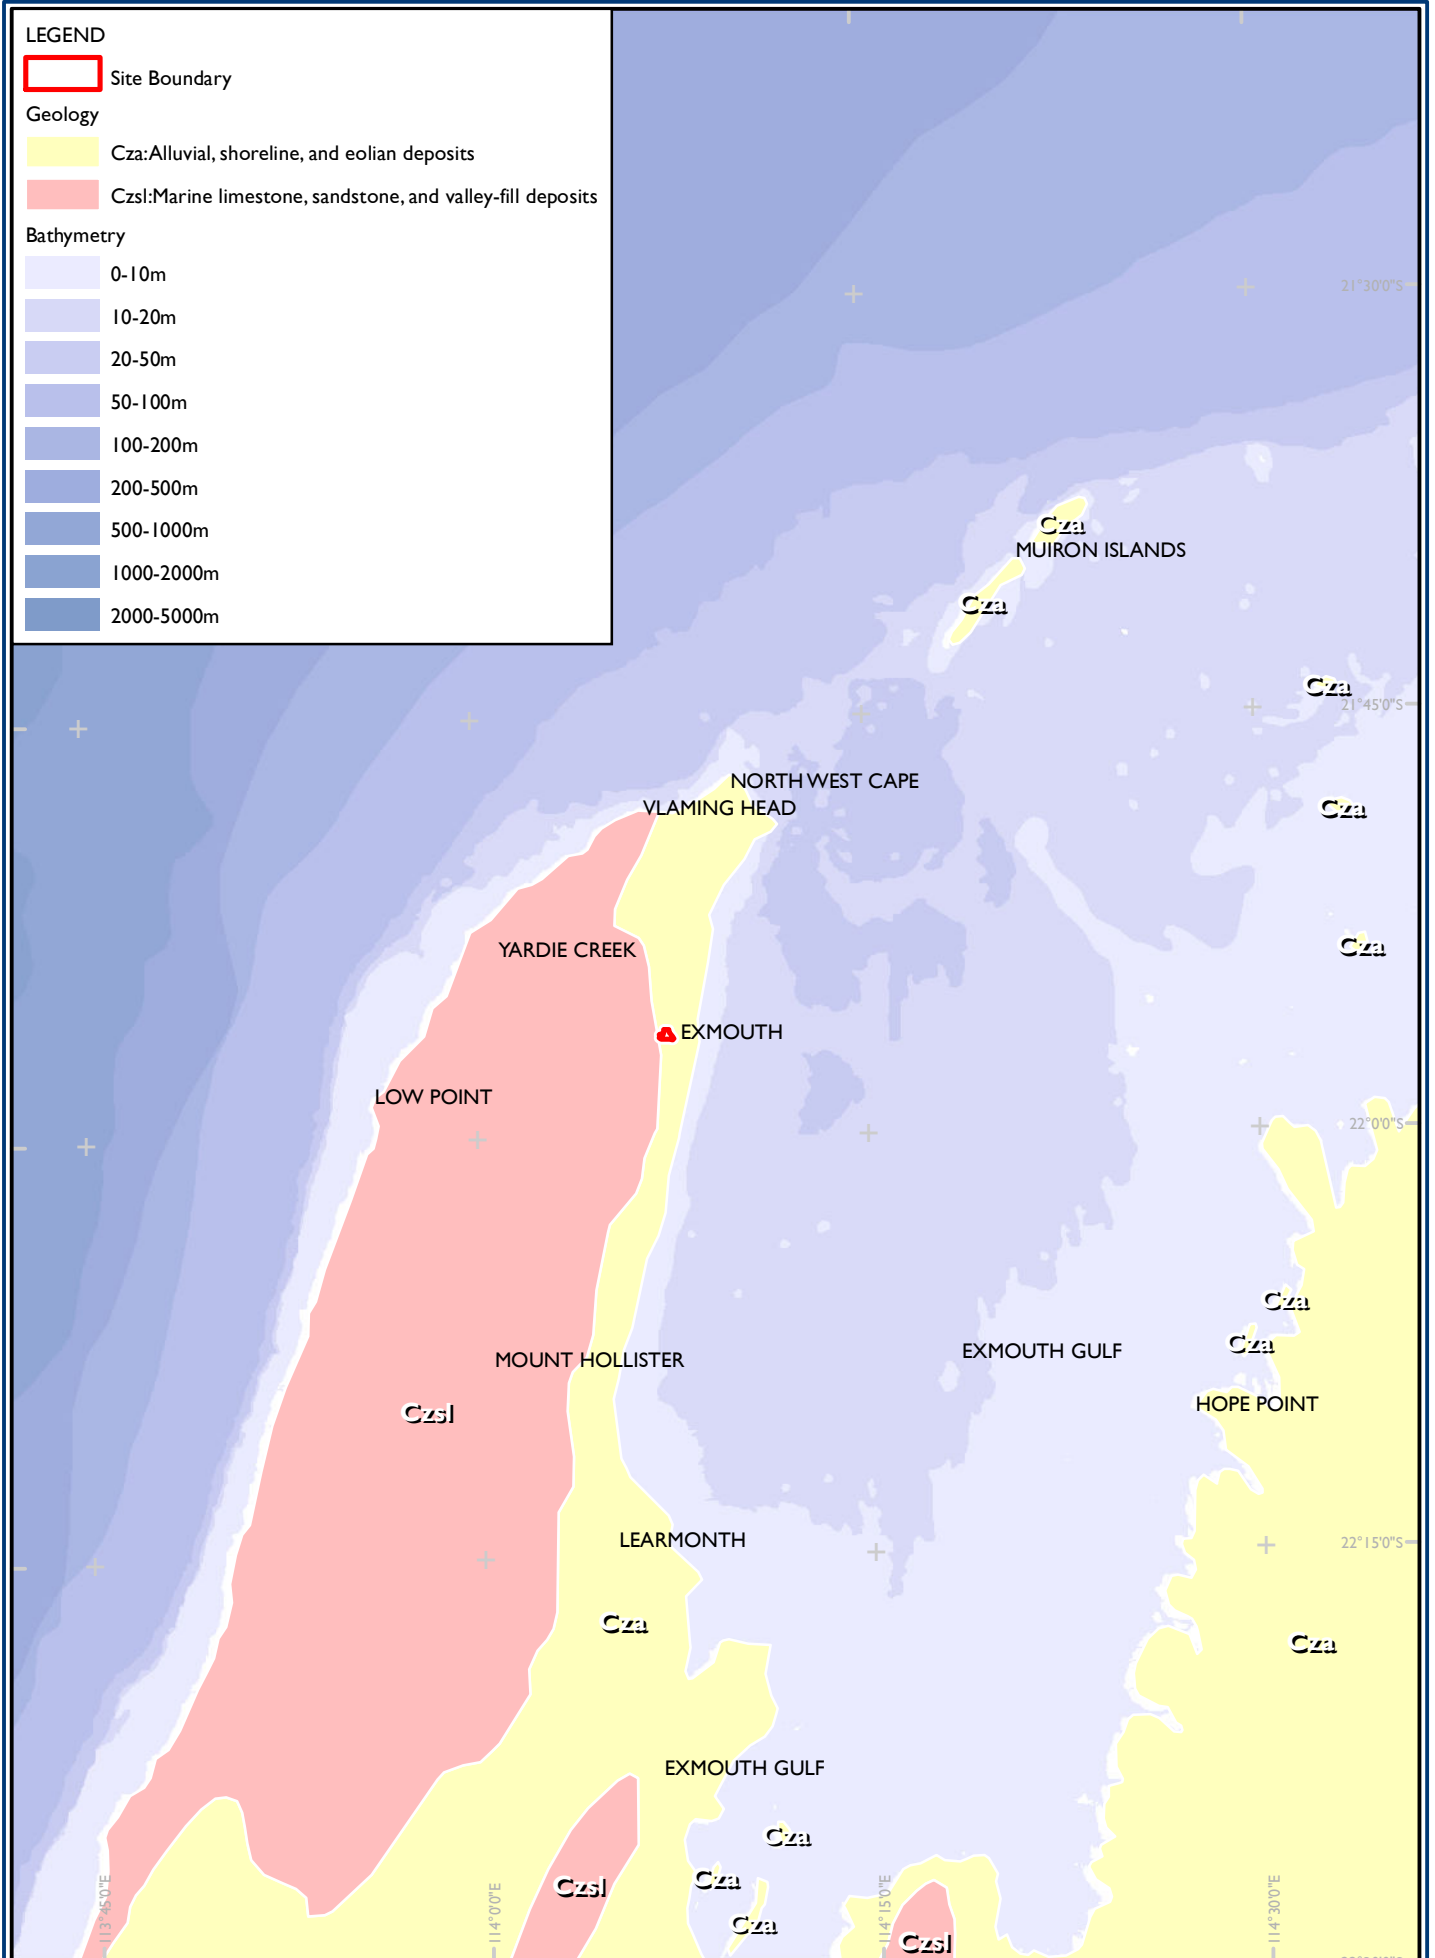 LEGEND
Site Boundary
Geology
Cza:Alluvial, shoreline, and eolian deposits
Czsl:Marine limestone, sandstone, and valley-fill deposits
Bathymetry
0-10m
10-20m
20-50m
50-100m
100-200m
200-500m
500-1000m
1000-2000m
2000-5000m
21°30'0"S
Cza
MUIRON ISLANDS
Cza
Cza
21°45'0"S
NORTH WEST CAPE
VLAMING HEAD
Cza
YARDIE CREEK
Cza
EXMOUTH
LOW POINT
22°0'0"S
Cza
Cza
EXMOUTH GULF
MOUNT HOLLISTER
HOPE POINT
Czsl
LEARMONTH
22°15'0"S
Cza
Cza
EXMOUTH GULF
Cza
Cza
Czsl
Cza
Czsl
113°45'0"E
114°0'0"E
114°15'0"E
114°30'0"E